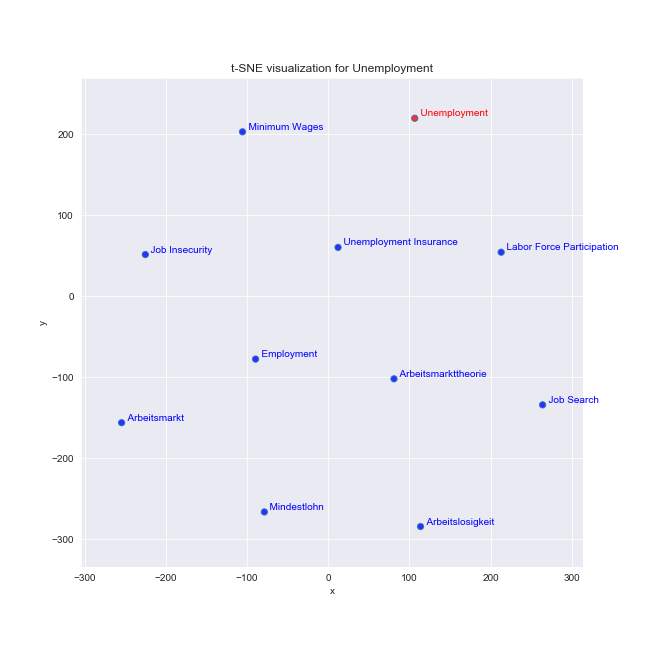 t-SNE visualization for Unemployment
Unemployment
Minimum Wages
Unemployment Insurance
Labor Force Participation
Job Insecurity
Employment
Arbeitsmarkttheorie
Job Search
Arbeitsmarkt
Mindestlohn
Arbeitslosigkeit
200
100
0
−100
−200
−300
y
−300 −200 −100 0 100 200 300
x